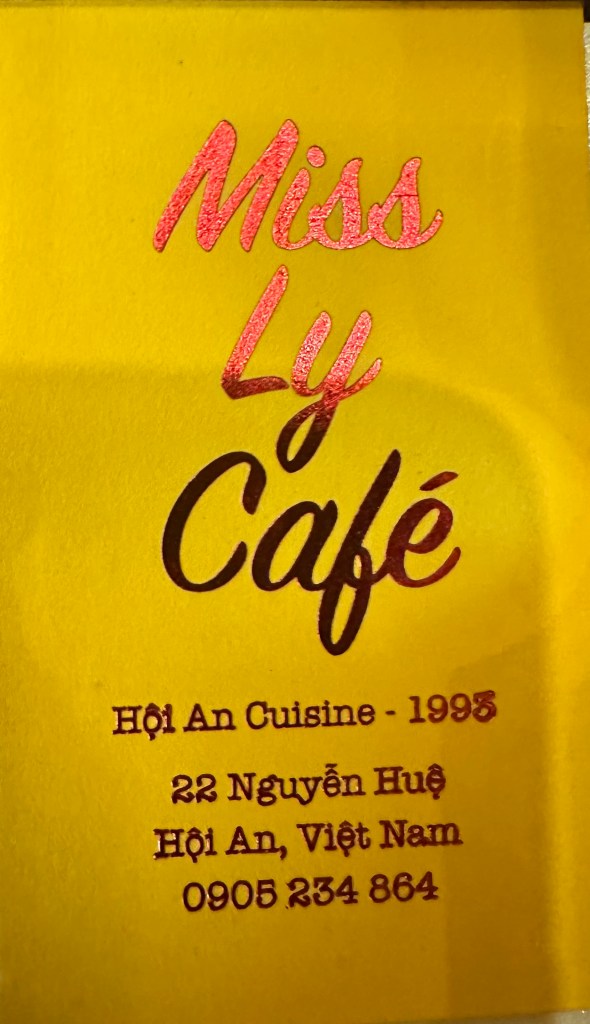 Miss
Ly
Café
Hội An Cuisine - 1993
22 Nguyễn Huệ
Hội An, Việt Nam
0905 234 864